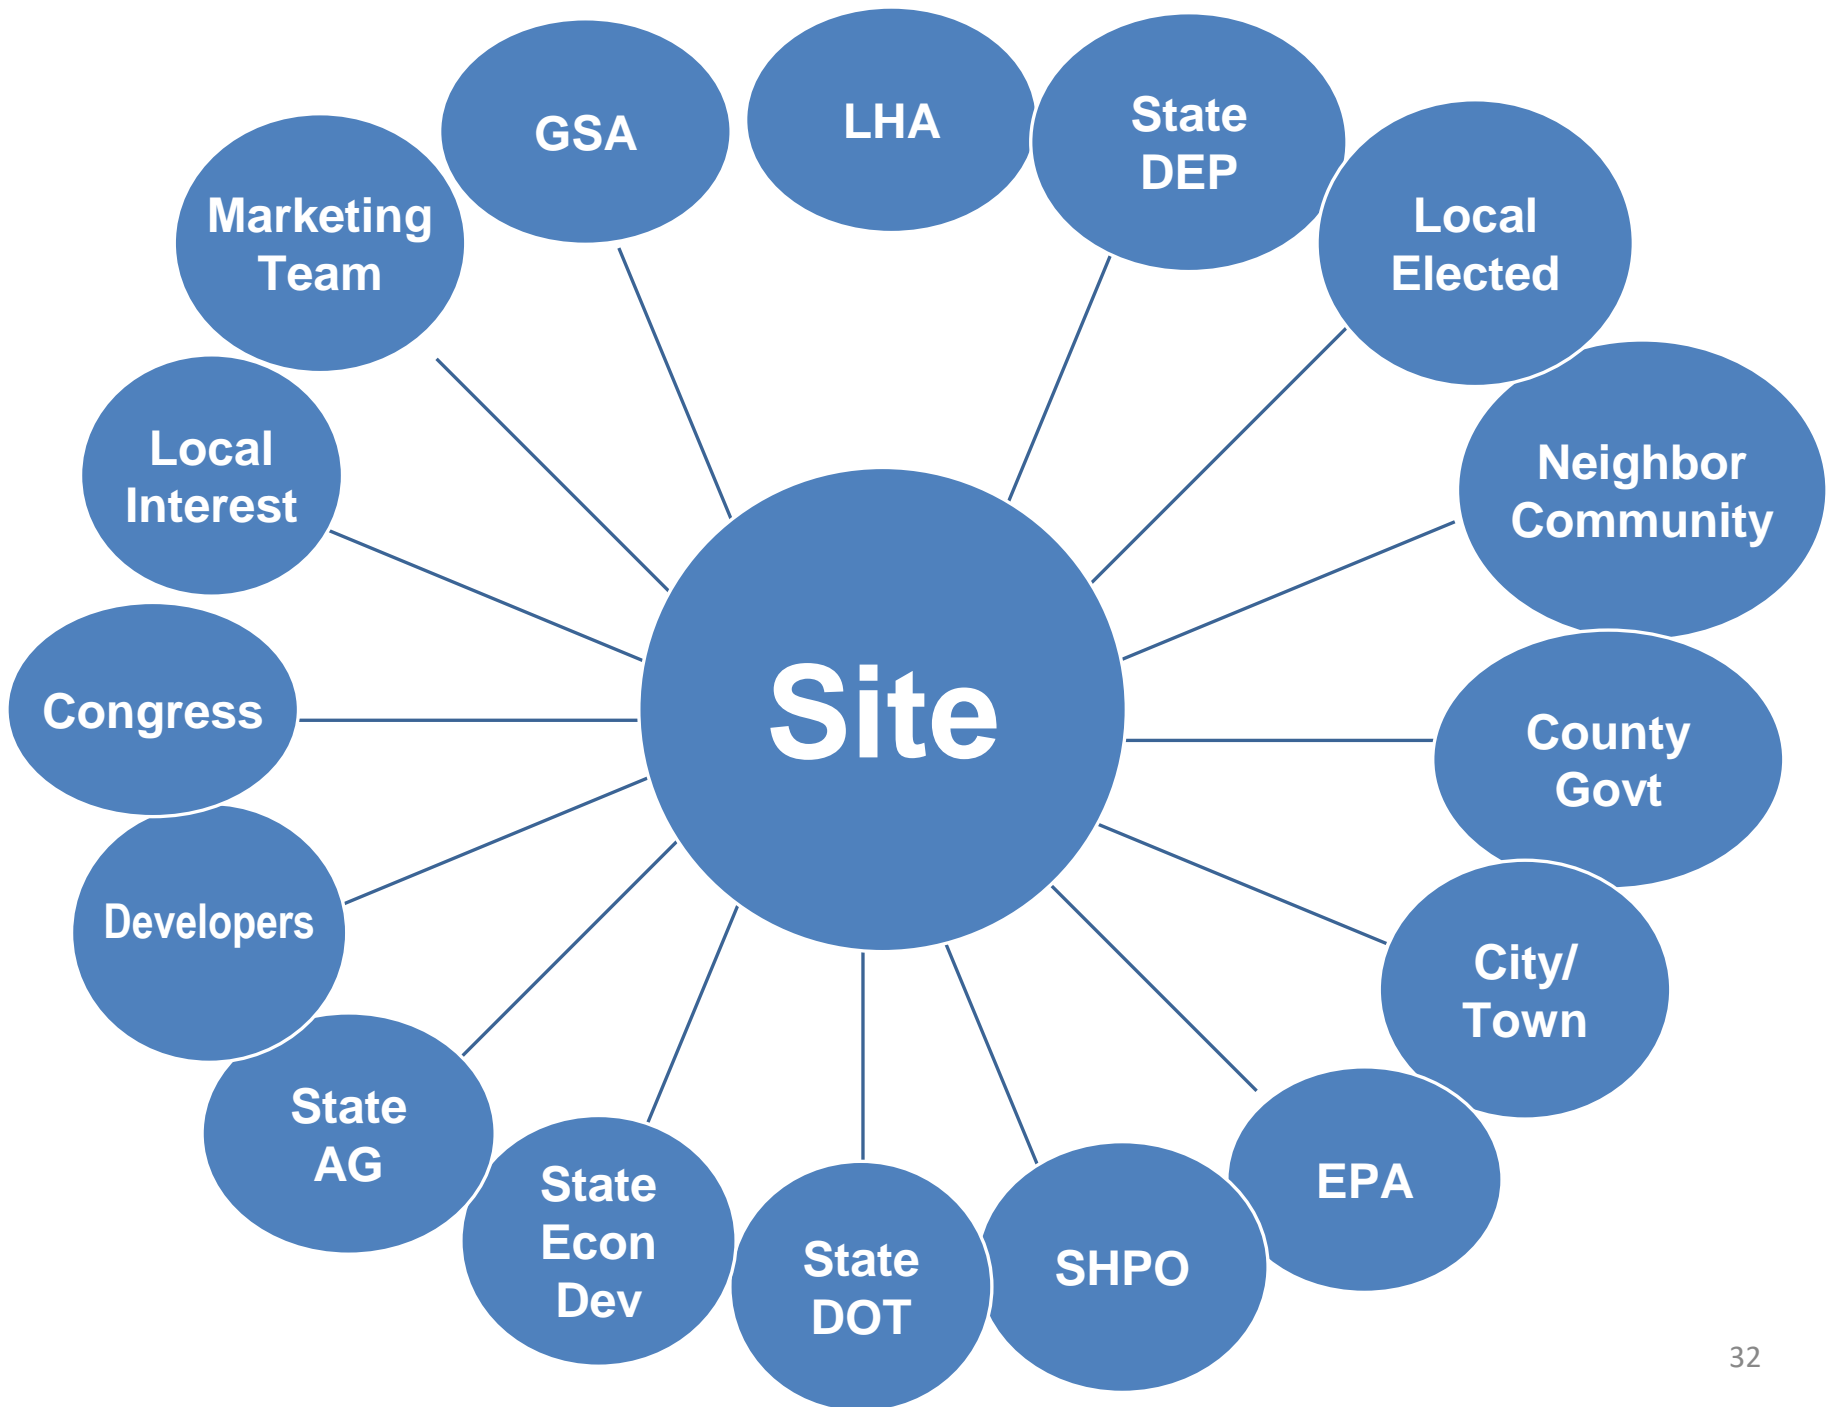 GSA
LHA
State
DEP
Local
Elected
Neighbor
Community
County
Govt
City/
Town
EPA
SHPO
State
DOT
State
Econ
Dev
State
AG
Developers
Congress
Local
Interest
Marketing
Team
Site
32